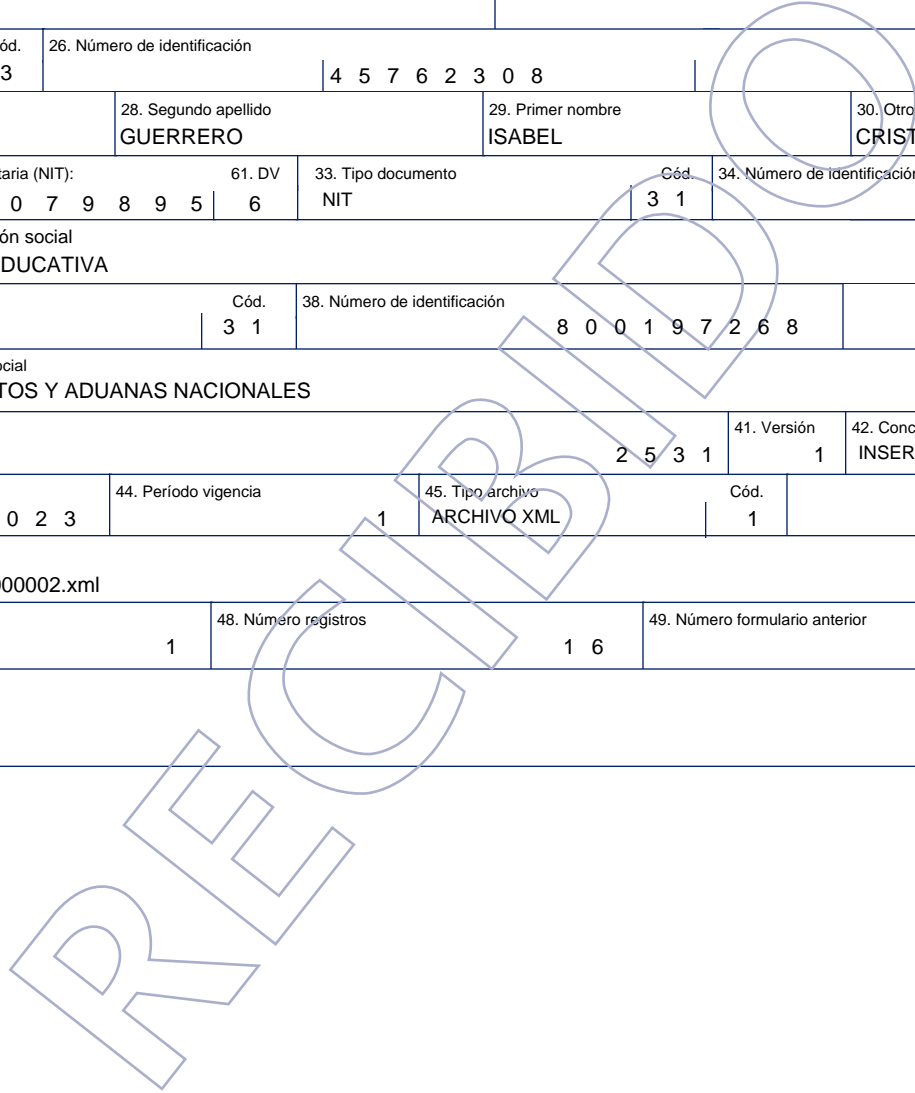 ód. 26. Número de identificación
3 4 5 7 6 2 3 0 8
28. Segundo apellido 29. Primer nombre 30. Otro
GUERRERO ISABEL CRIST
taria (NIT): 61. DV 33. Tipo documento Cód. 34. Número de identificación
0 7 9 8 9 5 6 NIT 3 1
ón social
DUCATIVA
Cód. 38. Número de identificación
3 1 8 0 0 1 9 7 2 6 8
ocial
TOS Y ADUANAS NACIONALES
41. Versión 42. Conc
2 5 3 1 1 INSER
44. Período vigencia 45. Tipo archivo Cód.
0 2 3 1 ARCHIVO XML 1
000002.xml
48. Número registros 49. Número formulario anterior
1 1 6
RECIBIDO